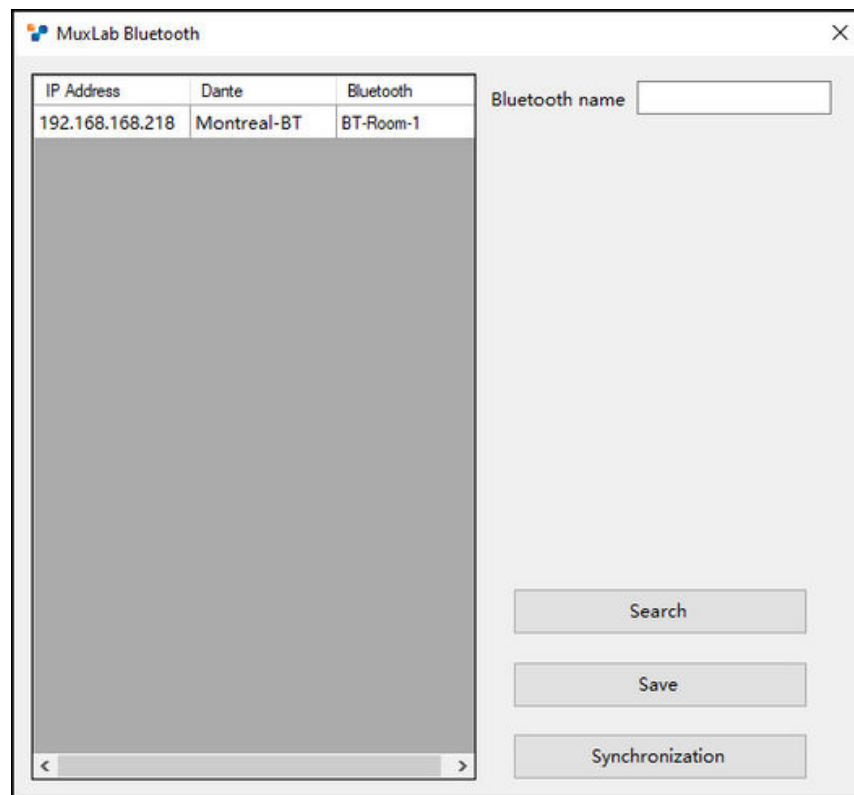 MuxLab Bluetooth
IP Address Dante Bluetooth
192.168.168.218 Montreal-BT BT-Room-1
Bluetooth name
Search
Save
Synchronization